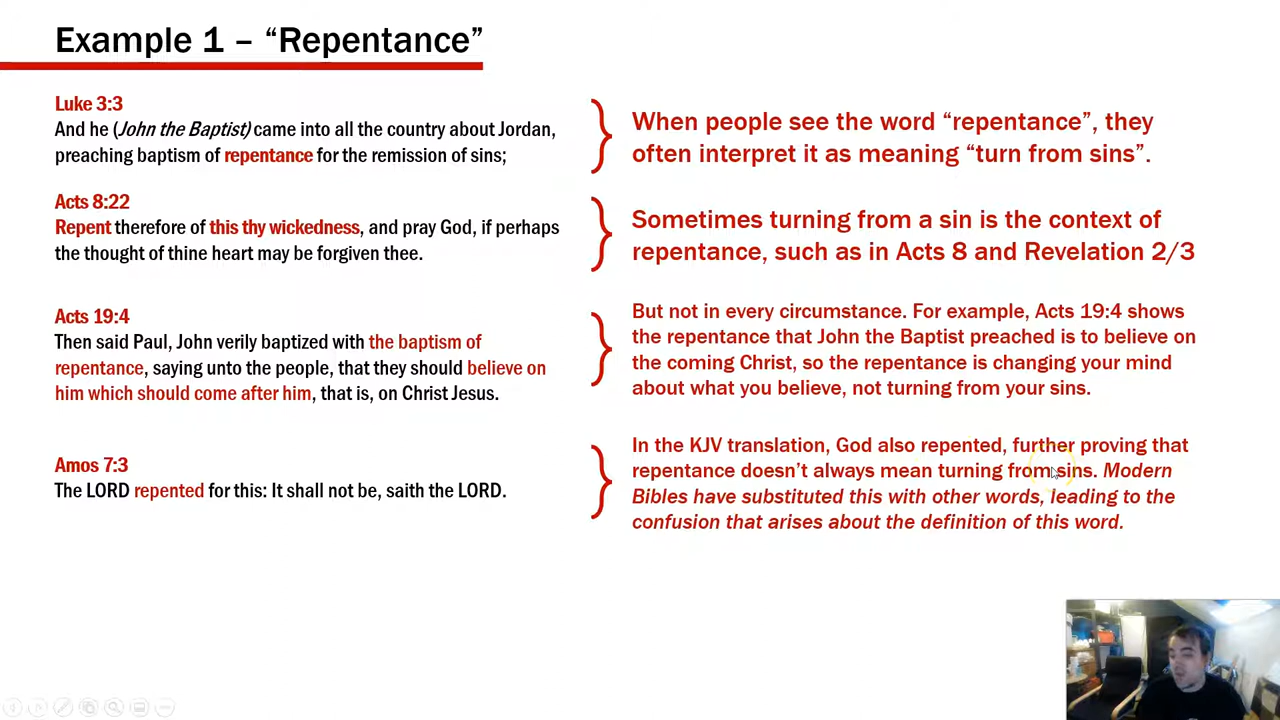 Example 1 – “Repentance”
Luke 3:3
And he (John the Baptist) came into all the country about Jordan,
preaching baptism of repentance for the remission of sins;
When people see the word “repentance”, they
often interpret it as meaning “turn from sins”.
Acts 8:22
Repent therefore of this thy wickedness, and pray God, if perhaps
the thought of thine heart may be forgiven thee.
Sometimes turning from a sin is the context of
repentance, such as in Acts 8 and Revelation 2/3
Acts 19:4
Then said Paul, John verily baptized with the baptism of
repentance, saying unto the people, that they should believe on
him which should come after him, that is, on Christ Jesus.
But not in every circumstance. For example, Acts 19:4 shows
the repentance that John the Baptist preached is to believe on
the coming Christ, so the repentance is changing your mind
about what you believe, not turning from your sins.
Amos 7:3
The LORD repented for this: It shall not be, saith the LORD.
In the KJV translation, God also repented, further proving that
repentance doesn’t always mean turning from sins. Modern
Bibles have substituted this with other words, leading to the
confusion that arises about the definition of this word.